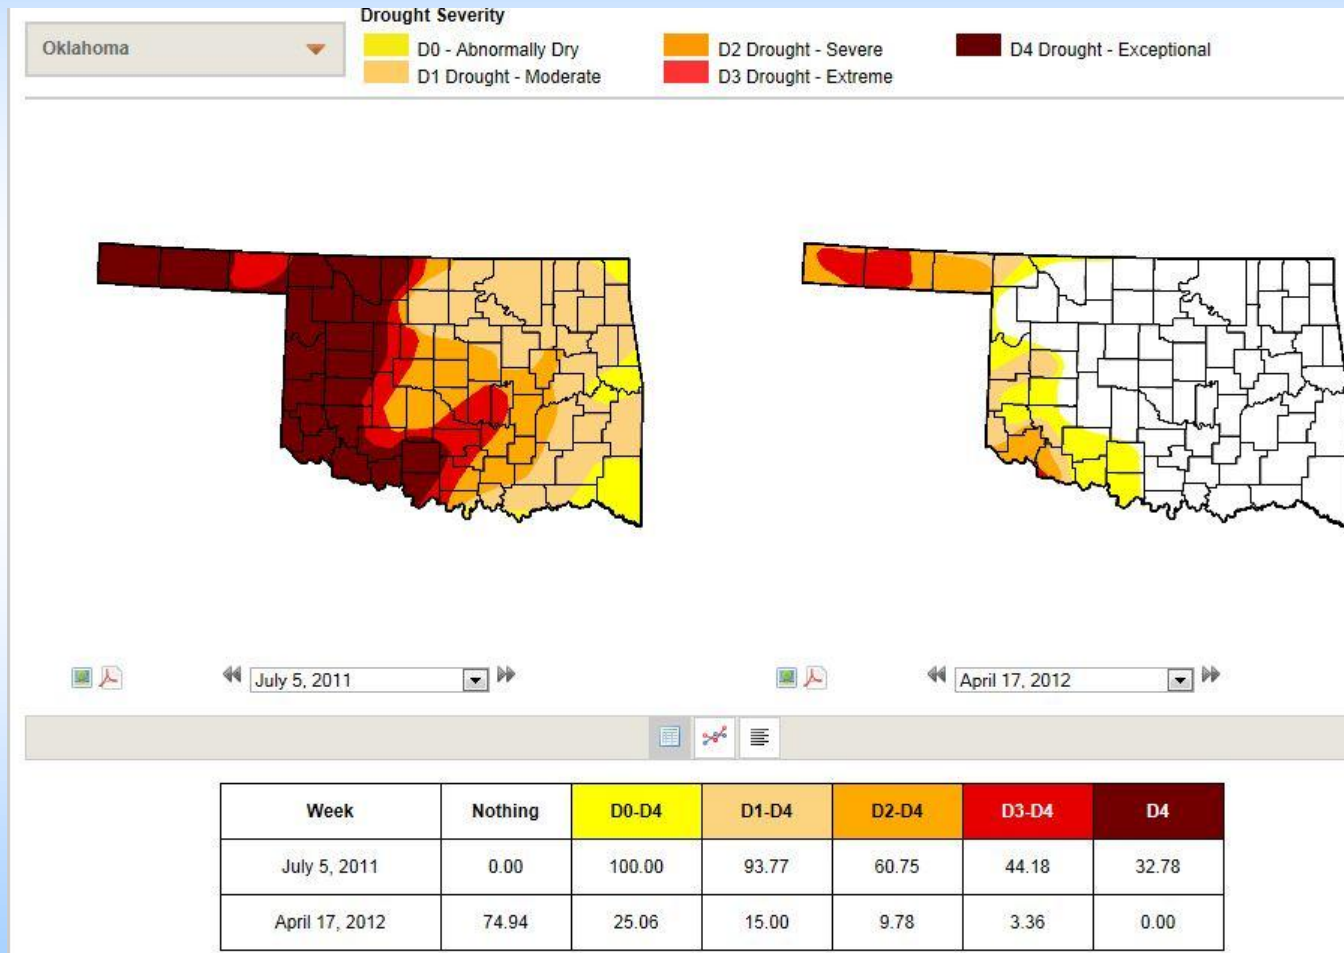 Drought Severity
Oklahoma
D0 - Abnormally Dry
D2 Drought - Severe
D4 Drought - Exceptional
D1 Drought - Moderate
D3 Drought - Extreme
July 5, 2011
April 17, 2012
Week Nothing D0-D4 D1-D4 D2-D4 D3-D4 D4
July 5, 2011 0.00 100.00 93.77 60.75 44.18 32.78
April 17, 2012 74.94 25.06 15.00 9.78 3.36 0.00